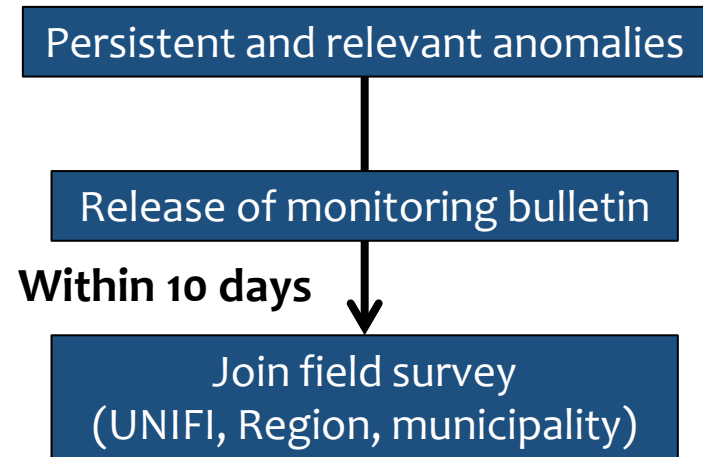 Persistent and relevant anomalies
Release of monitoring bulletin
Within 10 days
Join field survey
(UNIFI, Region, municipality)